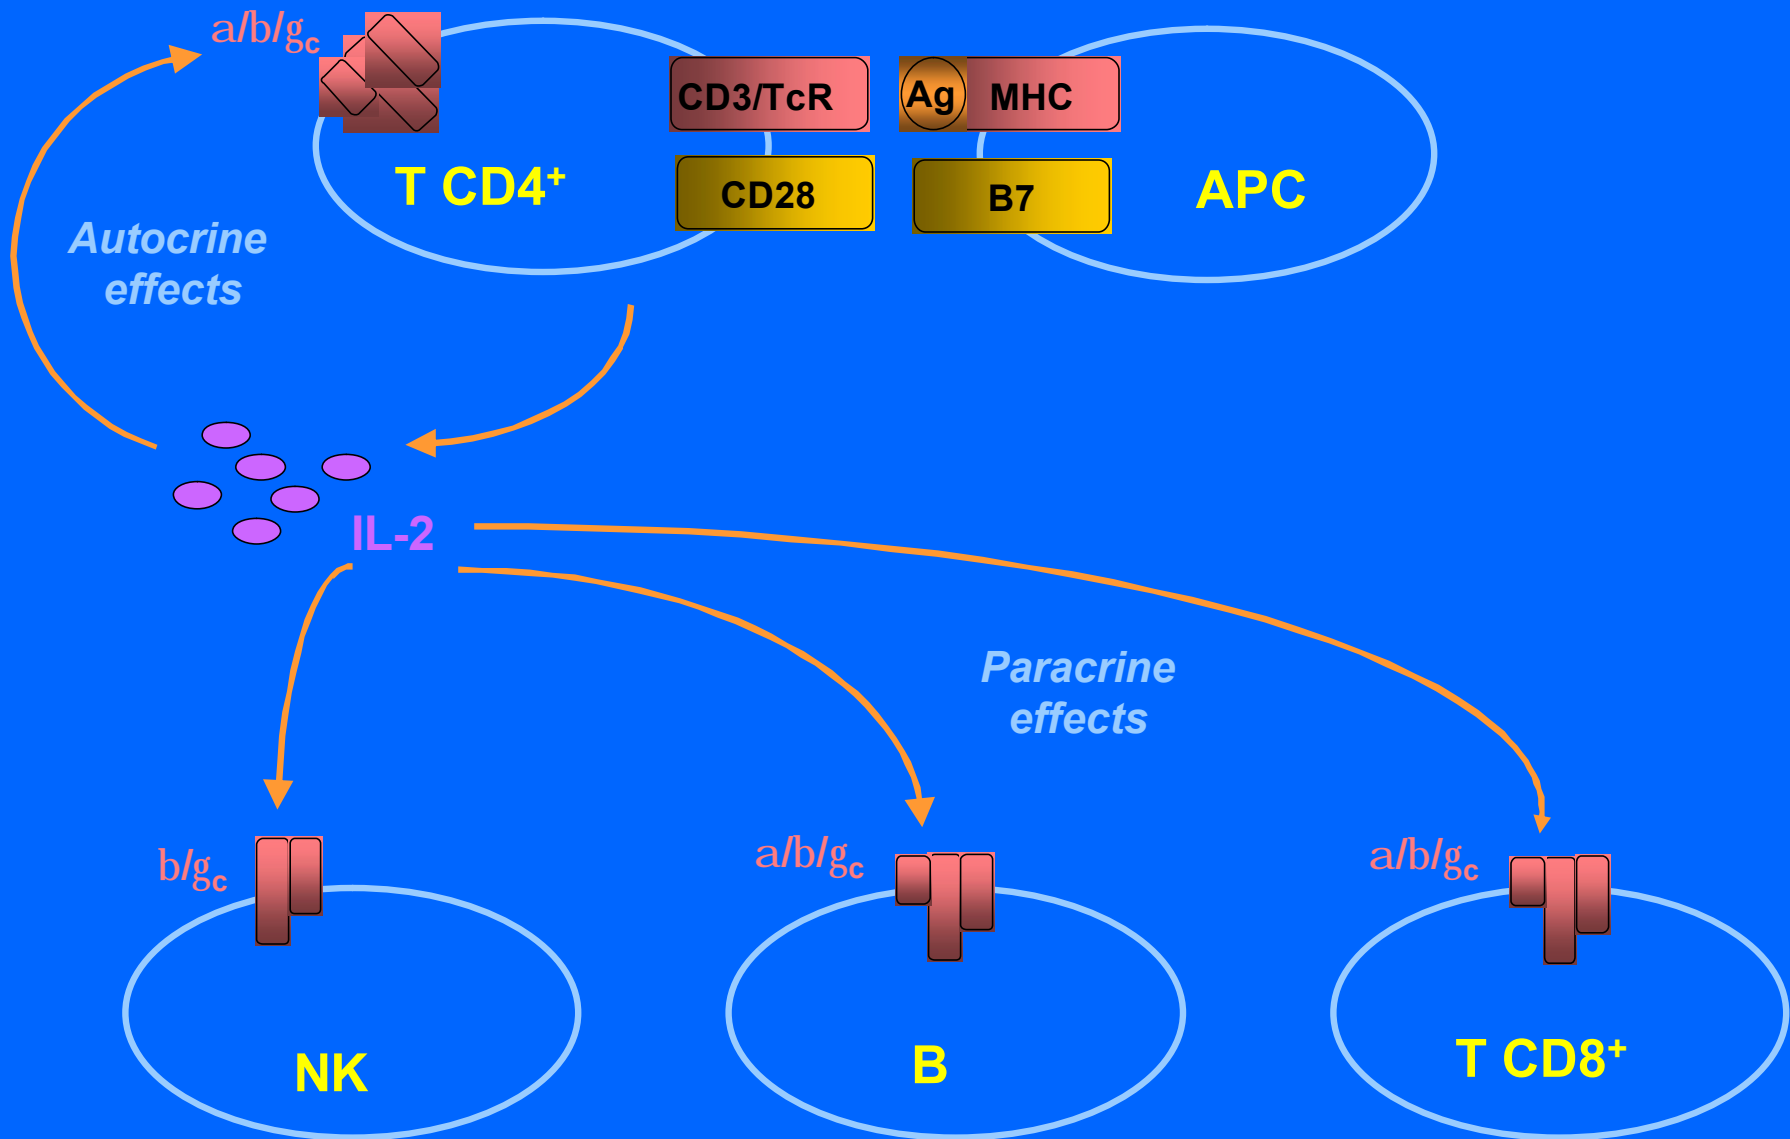 a/b/gc
CD3/TcR
Ag
MHC
T CD4+
CD28
B7
APC
Autocrine
effects
IL-2
Paracrine
effects
b/gc
a/b/gc
a/b/gc
NK
B
T CD8+